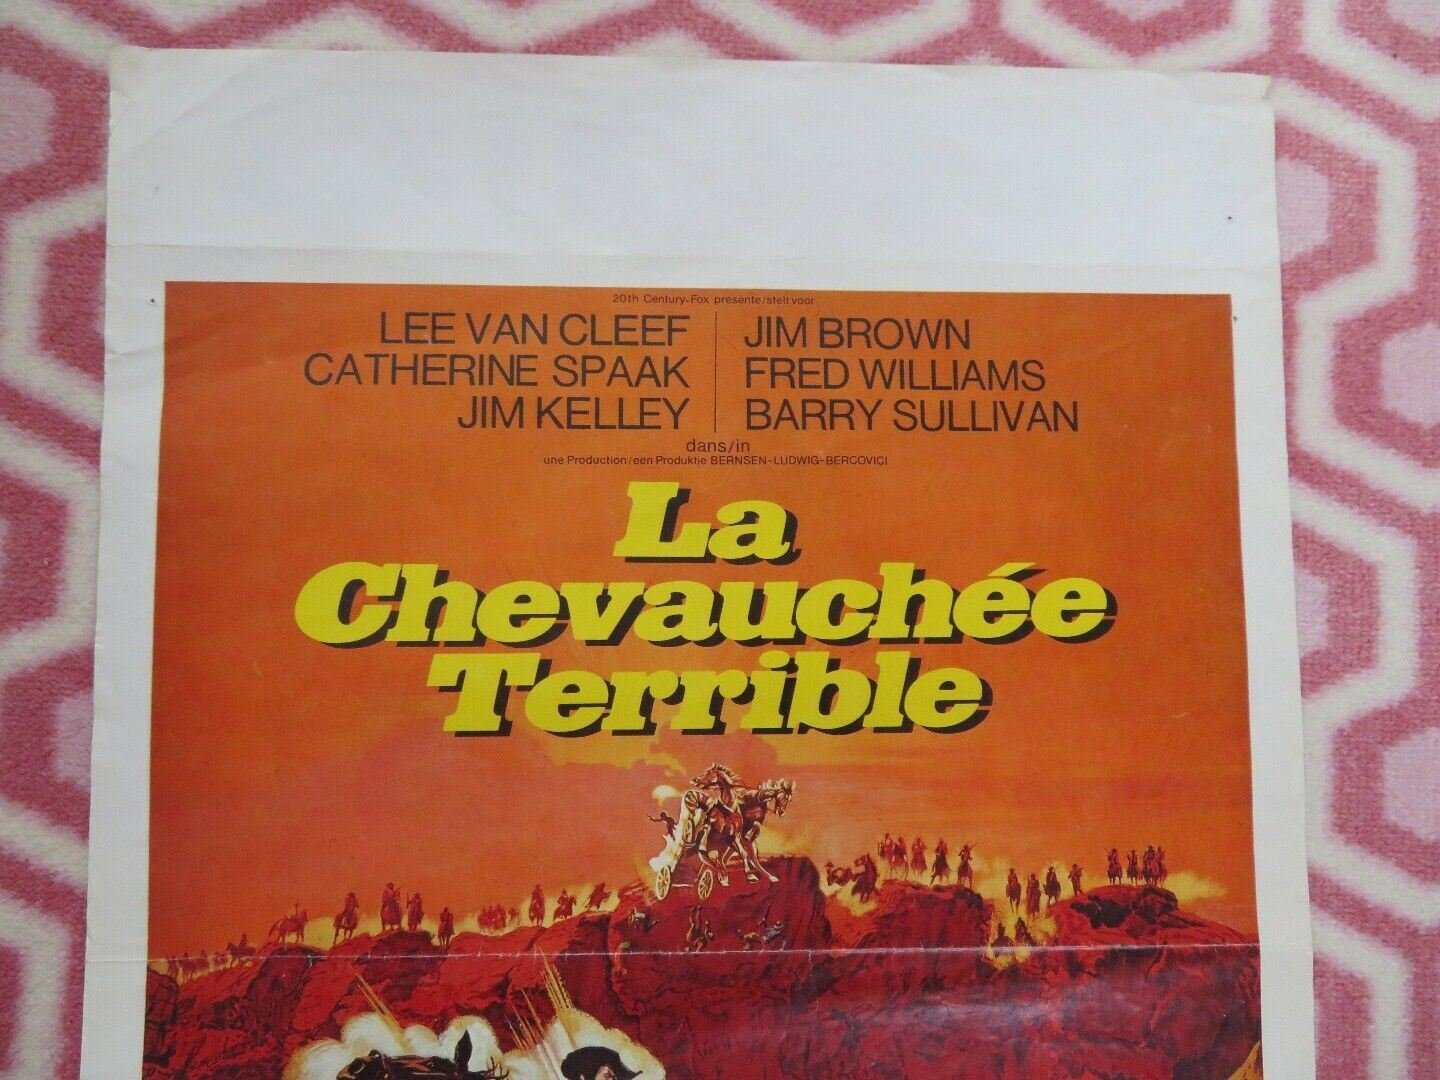 20th Century-Fox présente/stelt voor
LEE VAN CLEEF
CATHERINE SPAAK
JIM KELLEY
JIM BROWN
FRED WILLIAMS
BARRY SULLIVAN
dans/in
une Production/een Produktie BERNSEN-LUDWIG-BERCOVICI
La
Chevauchée
Terrible